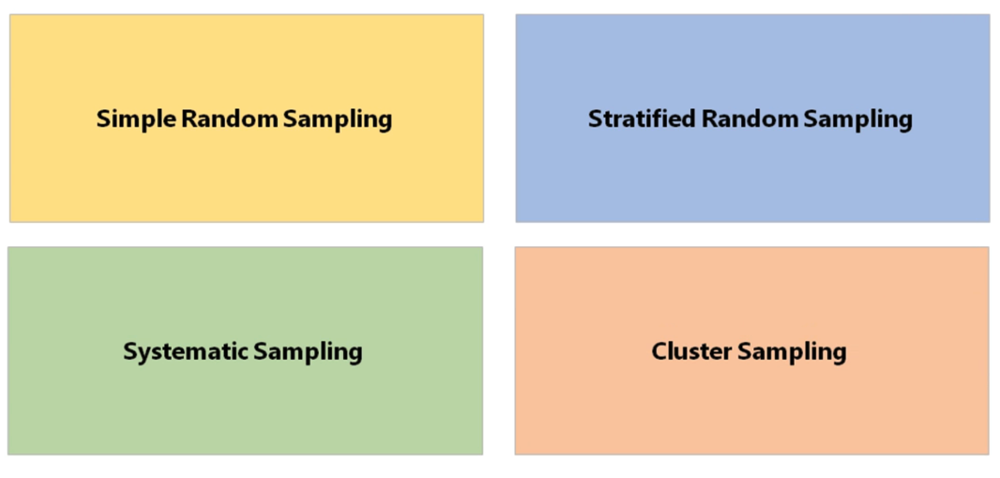 Simple Random Sampling
Stratified Random Sampling
Systematic Sampling
Cluster Sampling